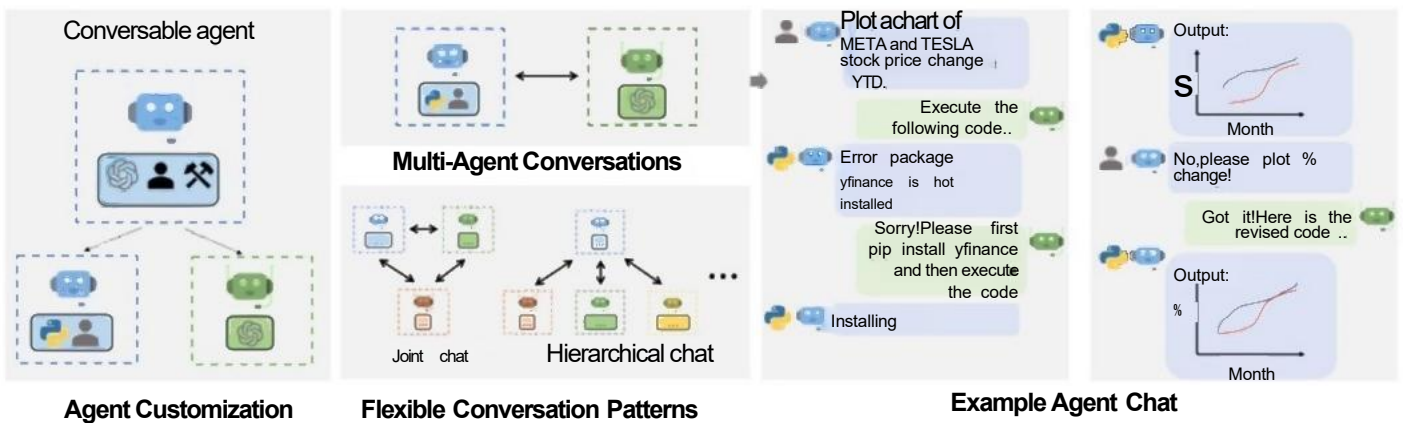 Conversable agent
Agent Customization
Multi-Agent Conversations
Joint chat
Hierarchical chat
...
Flexible Conversation Patterns
Plot achart of
META and TESLA
stock price change
YTD.
Execute the
following code..
Error package
yfinance is hot
installed
Sorry!Please first
pip install yfinance
and then execute
the code
Installing
Output:
S
Month
No,please plot %
change!
Got it!Here is the
revised code ..
Output:
%
Month
Example Agent Chat